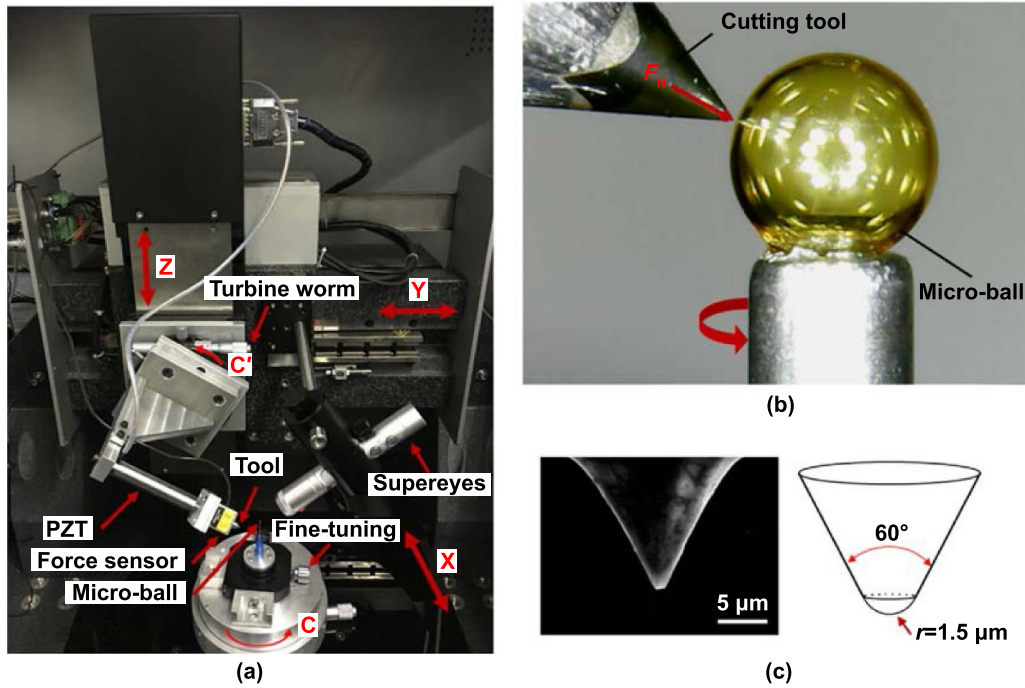 Z
Turbine worm
Y
C′
Tool
Supereyes
PZT
Fine-tuning
Force sensor
X
Micro-ball
C
(a)
Cutting tool
F_N
Micro-ball
(b)
60°
5 μm
r=1.5 μm
(c)